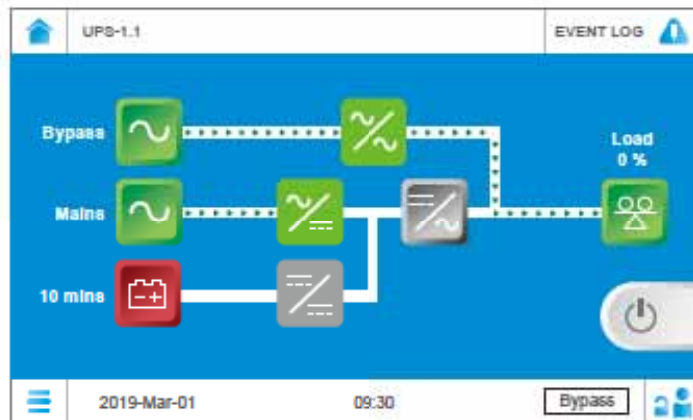 UPS-1.1
EVENT LOG
Bypass
Load
0 %
Mains
10 mins
2019-Mar-01
09:30
Bypass